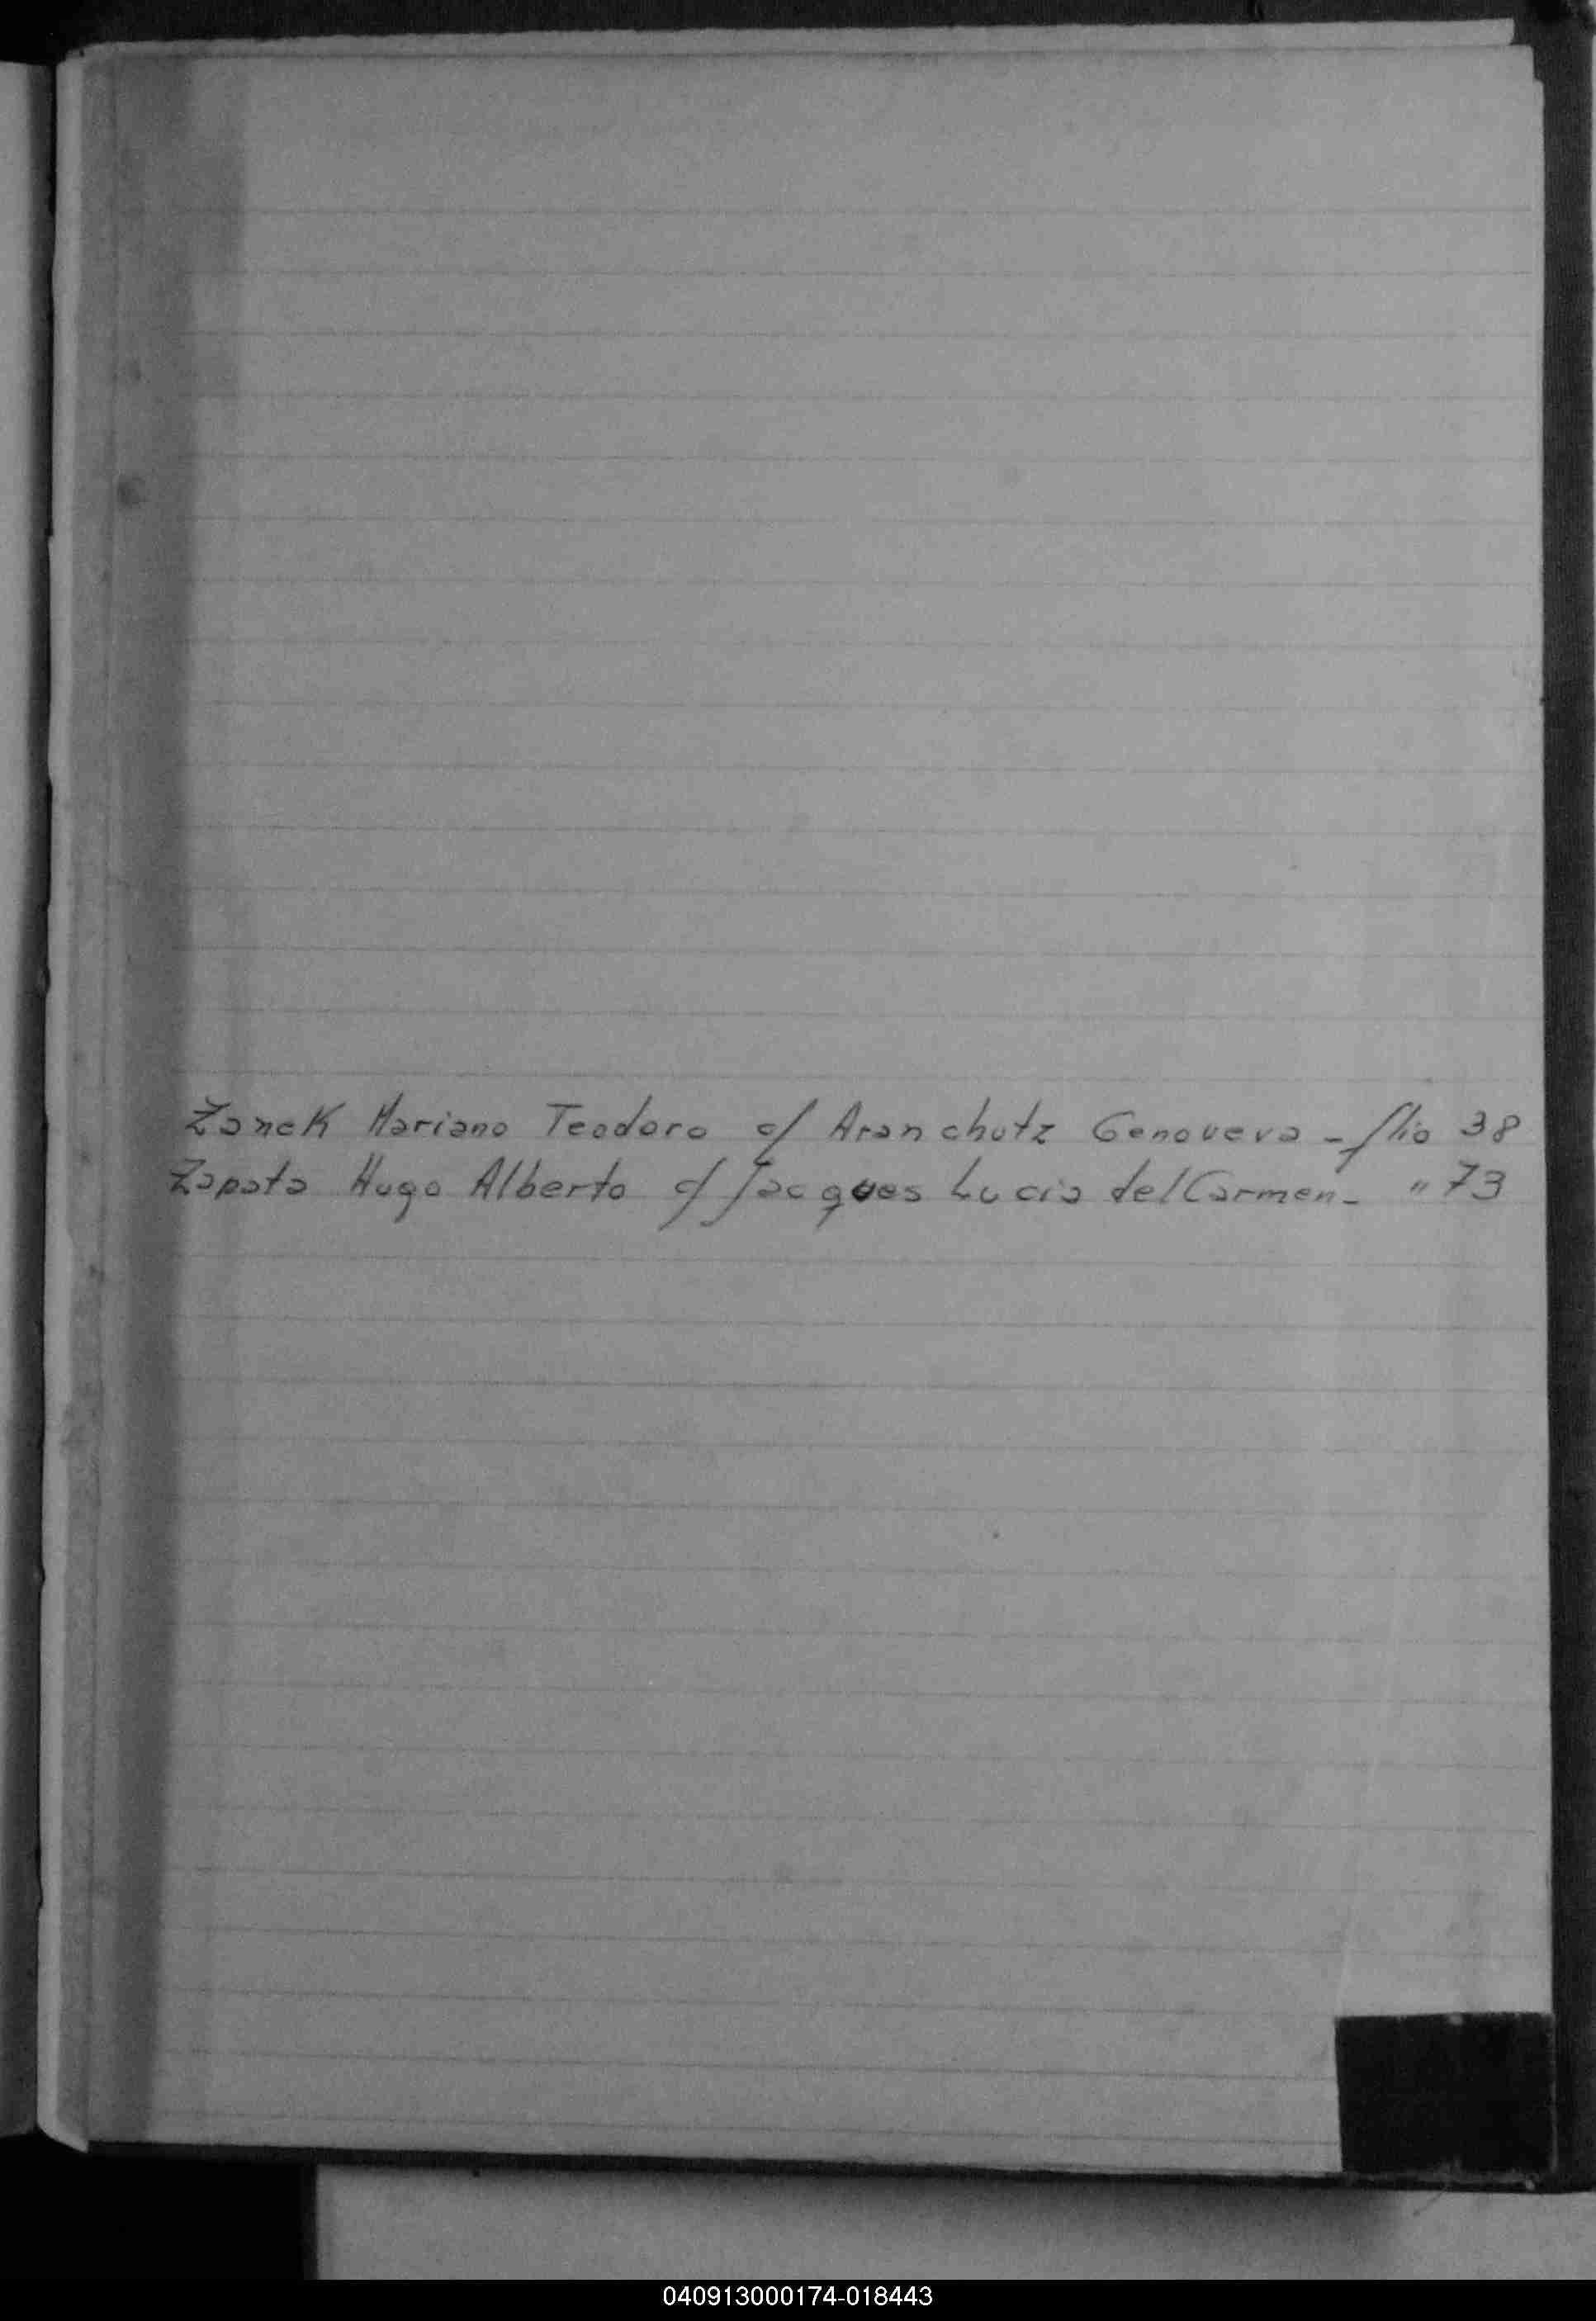 Zanek Mariano Teodoro c/ Aranchutz Genoveva - flio 38
Zapata Hugo Alberto c/ Jacques Lucia del Carmen - " 73
040913000174-018443